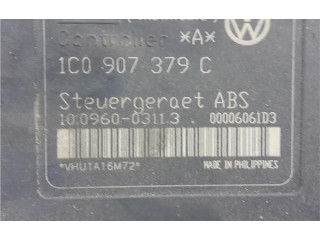 Controller *A*
1C0 907 379 C
Steuergeraet ABS
10.0960-0311.3 00006061D3
*VHUTA16M72*
MADE IN PHILIPPINES